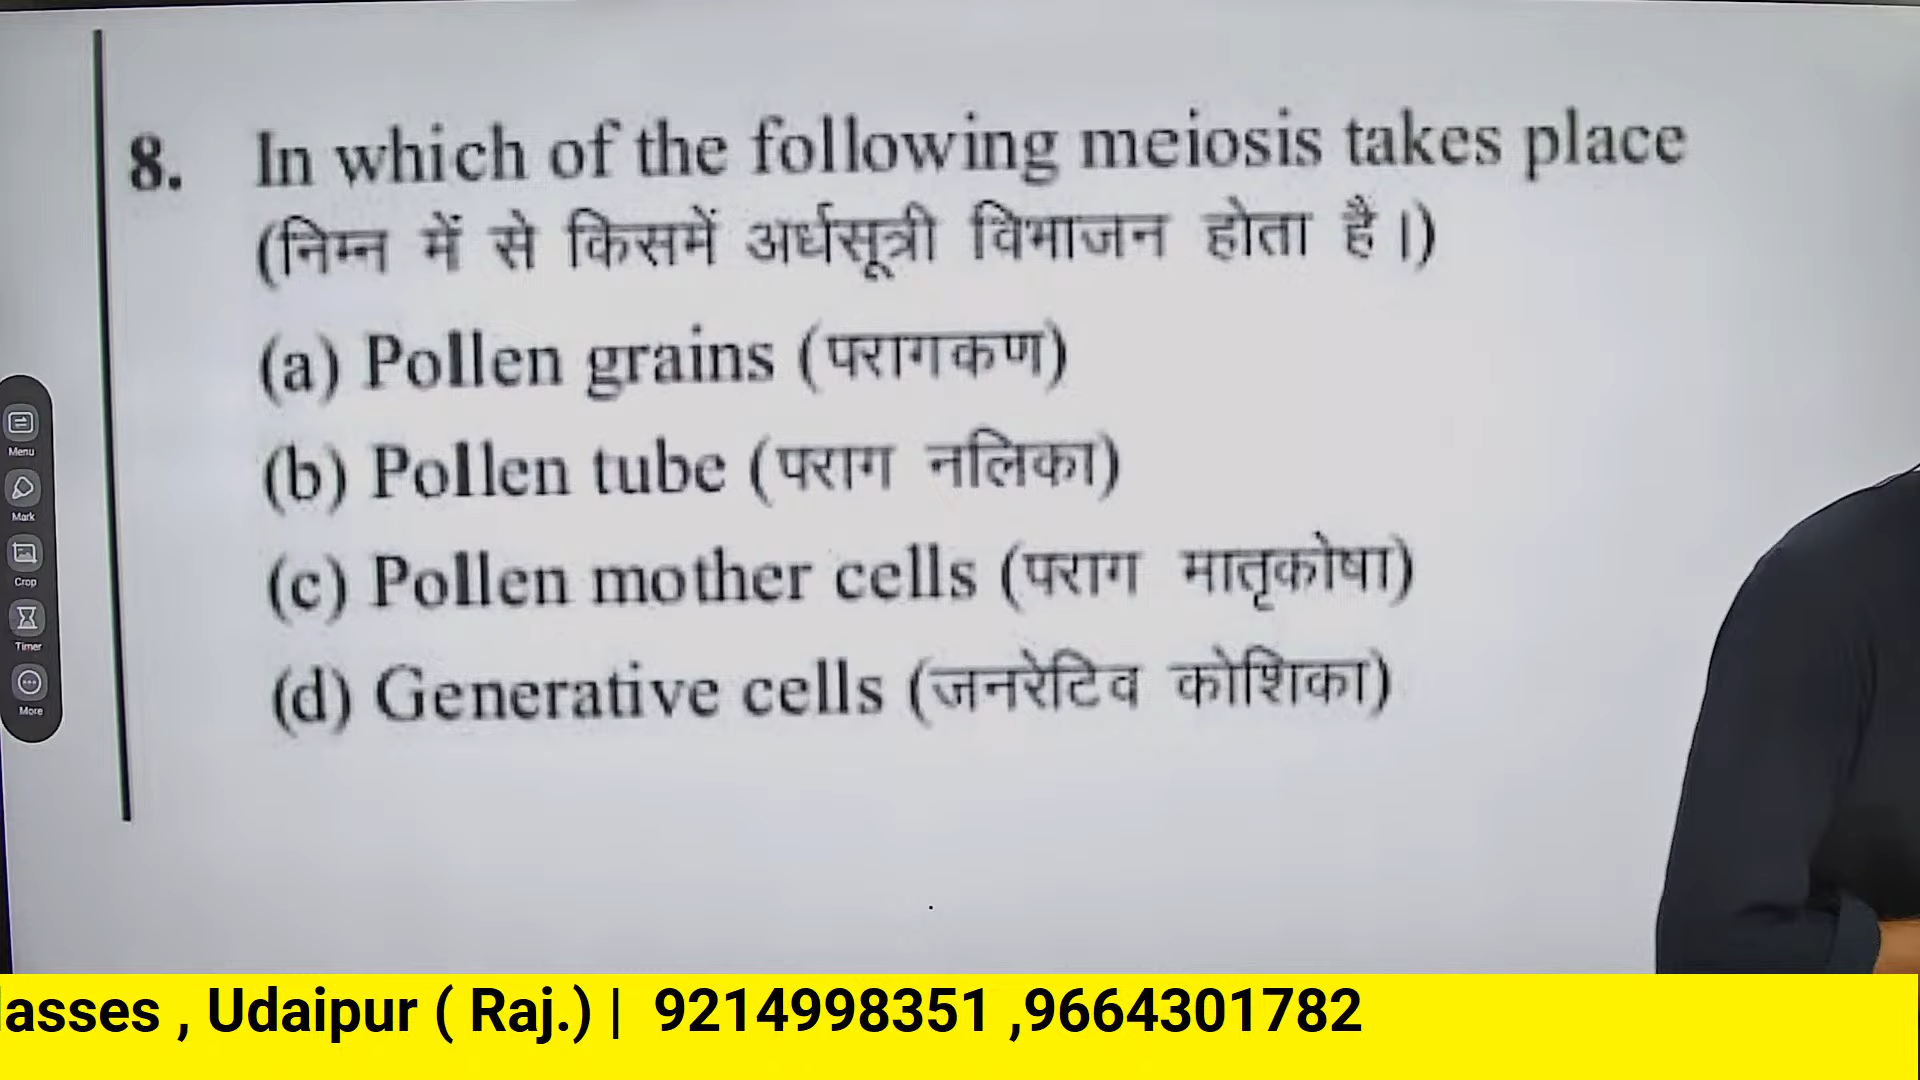 8. In which of the following meiosis takes place
(निम्न में से किसमें अर्धसूत्री विभाजन होता है।)
(a) Pollen grains (परागकण)
(b) Pollen tube (पराग नलिका)
(c) Pollen mother cells (पराग मातृकोषा)
(d) Generative cells (जनरेटिव कोशिका)
Menu
Mark
Crop
Timer
More
lasses , Udaipur ( Raj.) | 9214998351 ,9664301782